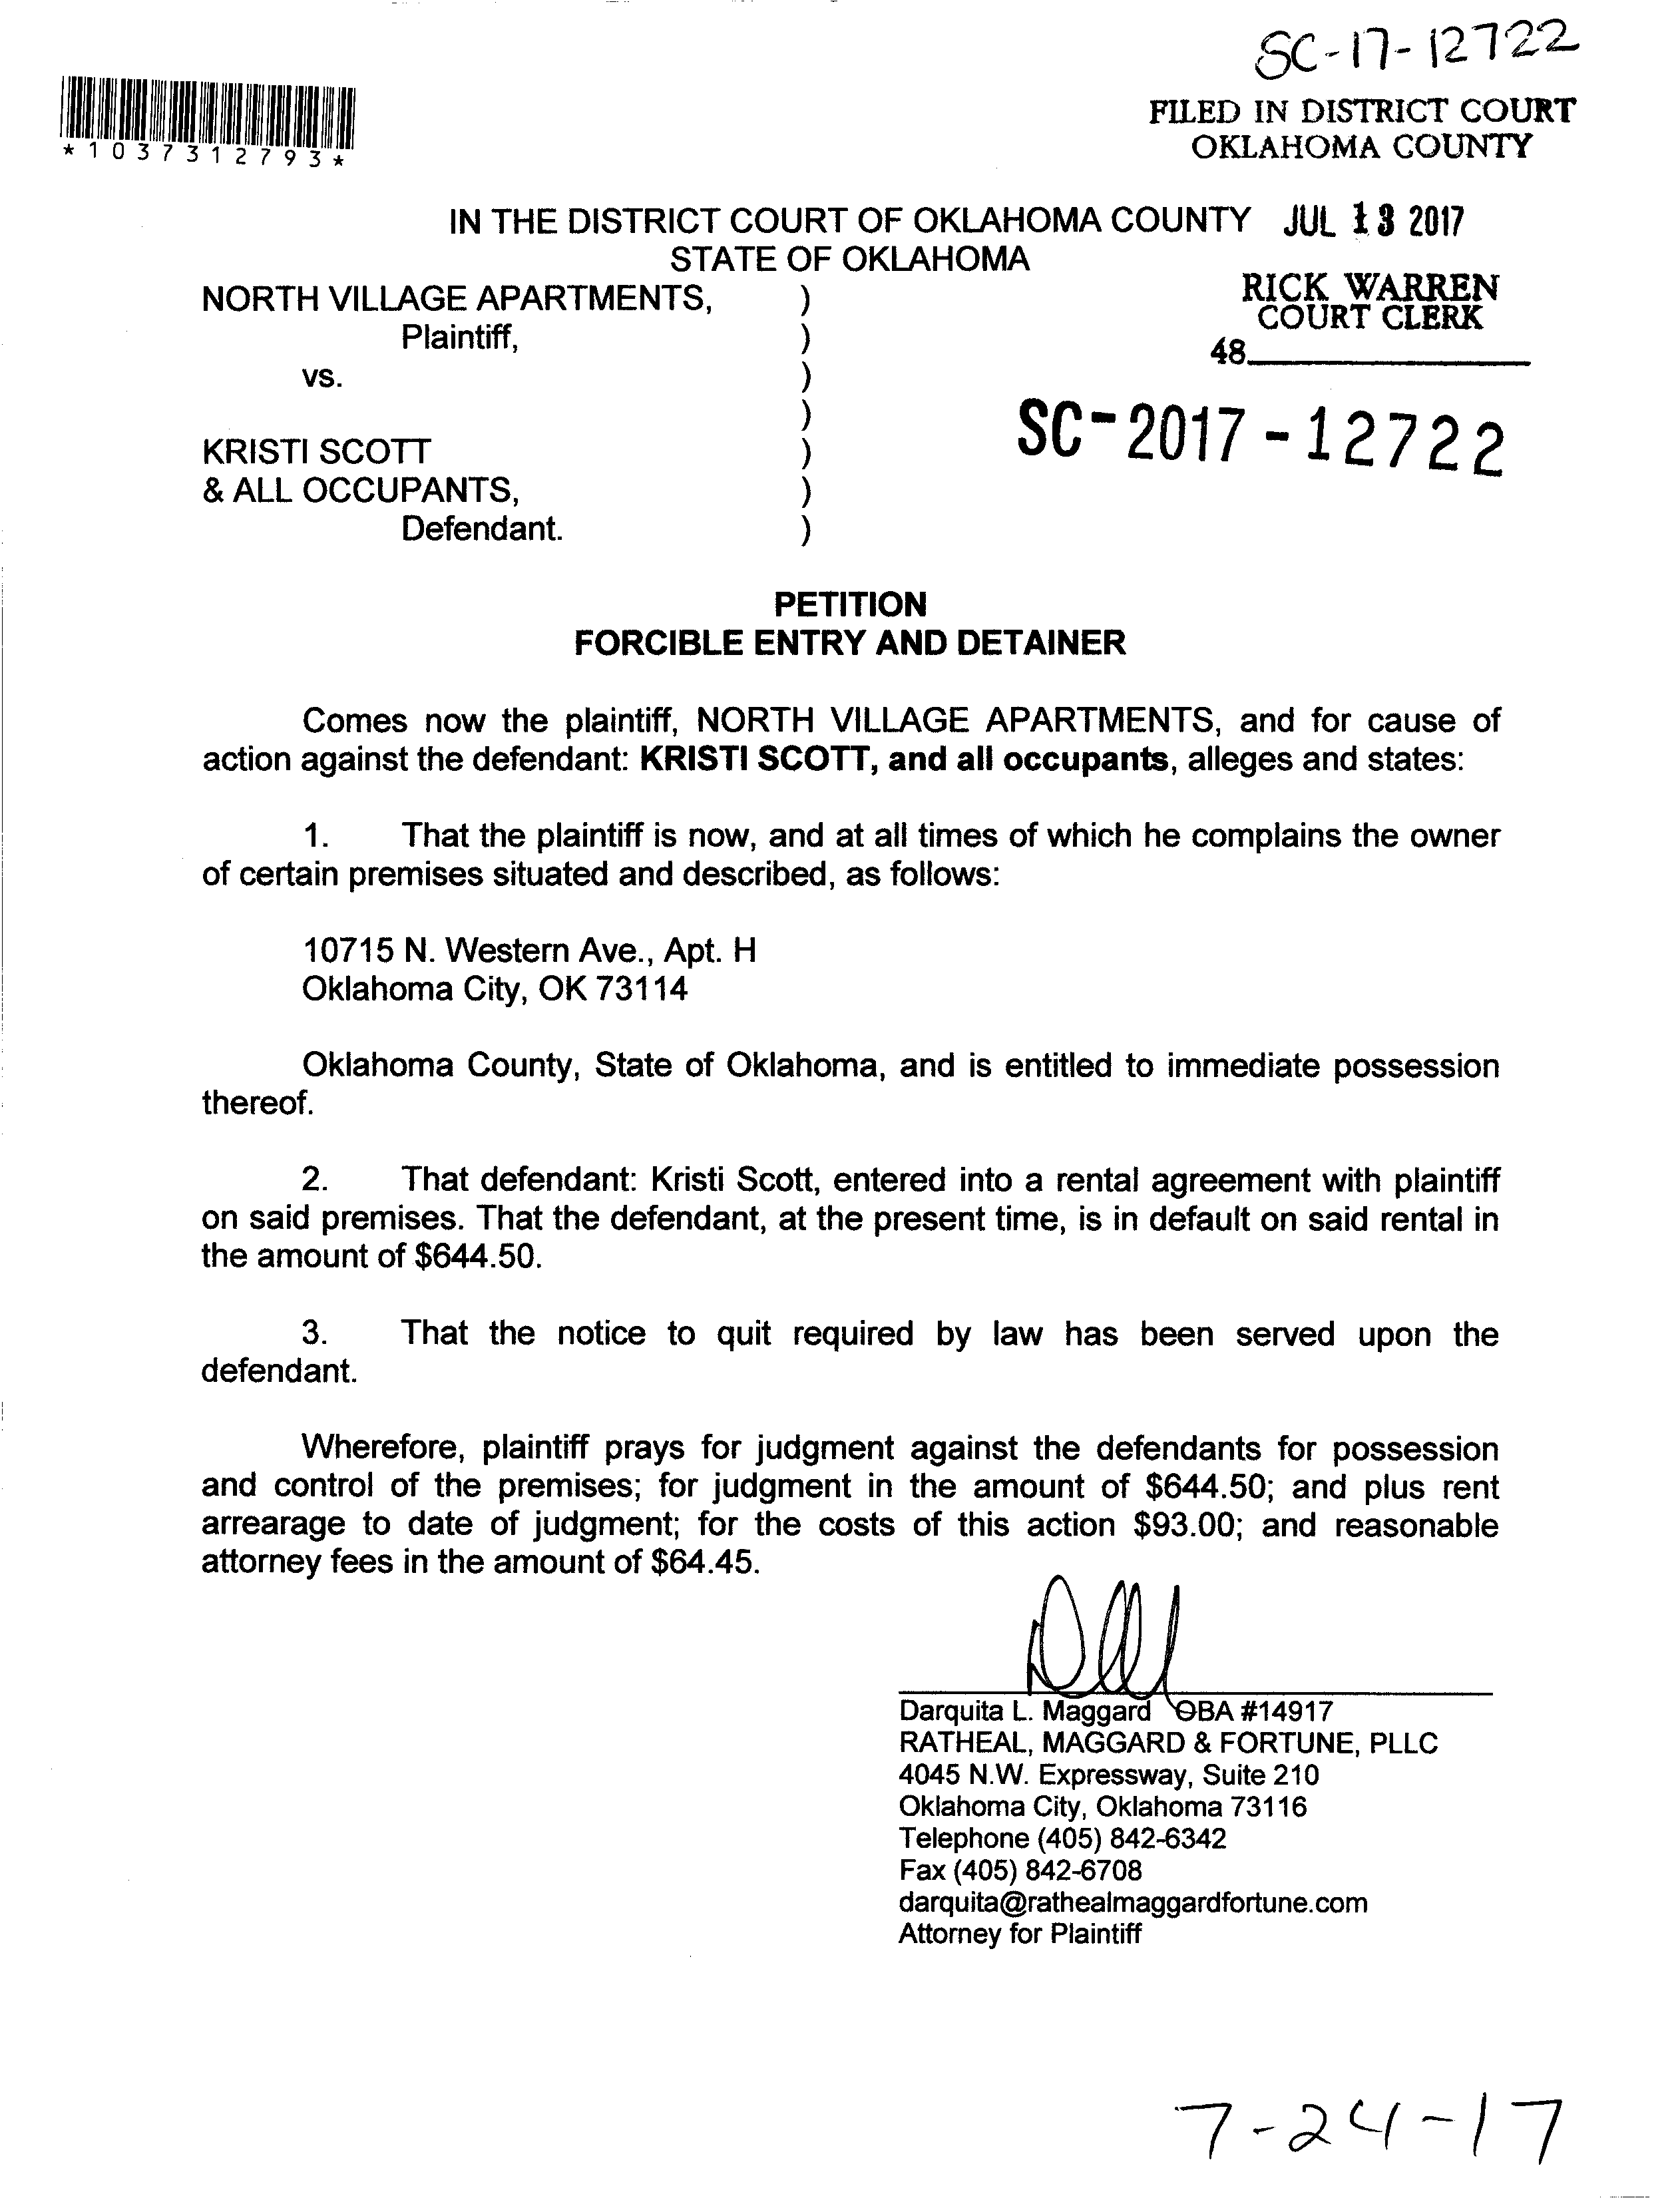 SC-17-12722
FILED IN DISTRICT COURT
OKLAHOMA COUNTY
*1037312793*
IN THE DISTRICT COURT OF OKLAHOMA COUNTY JUL 13 2017
STATE OF OKLAHOMA
RICK WARREN
COURT CLERK
48
NORTH VILLAGE APARTMENTS, )
Plaintiff, )
vs. )
)
SC-2017-12722
KRISTI SCOTT )
& ALL OCCUPANTS, )
Defendant. )
PETITION
FORCIBLE ENTRY AND DETAINER
Comes now the plaintiff, NORTH VILLAGE APARTMENTS, and for cause of
action against the defendant: KRISTI SCOTT, and all occupants, alleges and states:
1. That the plaintiff is now, and at all times of which he complains the owner
of certain premises situated and described, as follows:
10715 N. Western Ave., Apt. H
Oklahoma City, OK 73114
Oklahoma County, State of Oklahoma, and is entitled to immediate possession
thereof.
2. That defendant: Kristi Scott, entered into a rental agreement with plaintiff
on said premises. That the defendant, at the present time, is in default on said rental in
the amount of $644.50.
3. That the notice to quit required by law has been served upon the
defendant.
Wherefore, plaintiff prays for judgment against the defendants for possession
and control of the premises; for judgment in the amount of $644.50; and plus rent
arrearage to date of judgment; for the costs of this action $93.00; and reasonable
attorney fees in the amount of $64.45.
Darquita L. Maggard OBA #14917
RATHEAL, MAGGARD & FORTUNE, PLLC
4045 N.W. Expressway, Suite 210
Oklahoma City, Oklahoma 73116
Telephone (405) 842-6342
Fax (405) 842-6708
darquita@rathealmaggardfortune.com
Attorney for Plaintiff
7-24-17